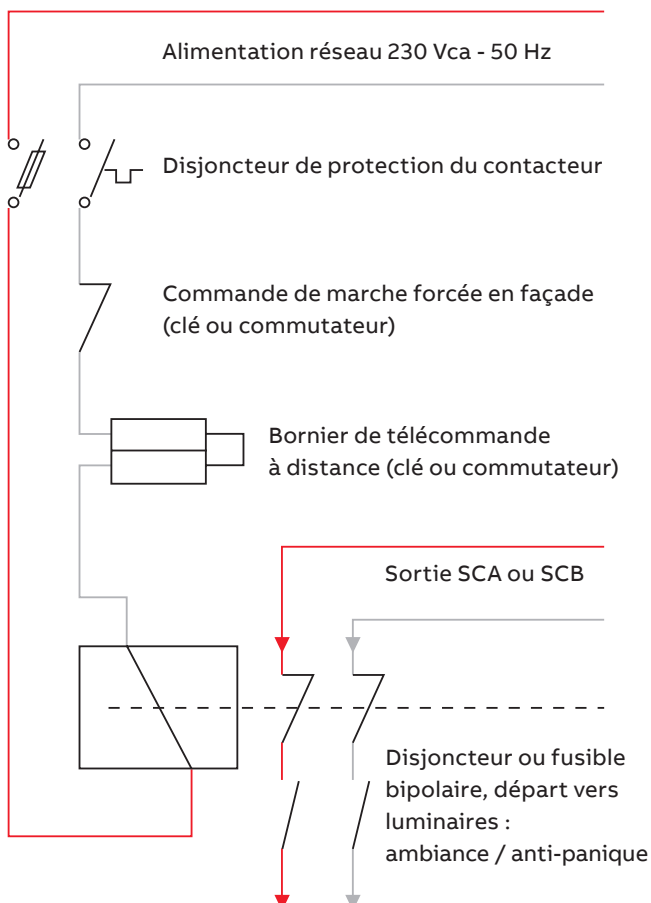 Alimentation réseau 230 Vca - 50 Hz
Disjoncteur de protection du contacteur
Commande de marche forcée en façade
(clé ou commutateur)
Bornier de télécommande
à distance (clé ou commutateur)
Sortie SCA ou SCB
Disjoncteur ou fusible
bipolaire, départ vers
luminaires :
ambiance / anti-panique